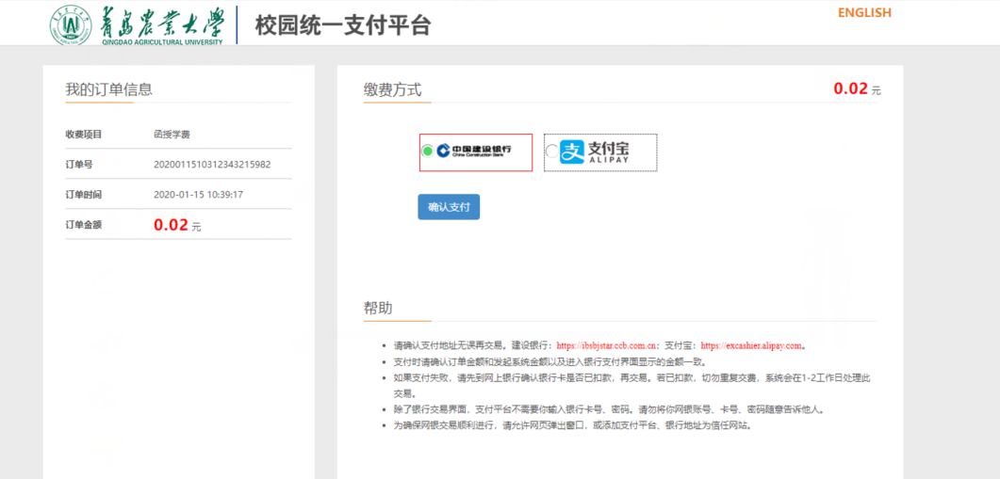 青岛农业大学
QINGDAO AGRICULTURAL UNIVERSITY
校园统一支付平台
ENGLISH
我的订单信息
收费项目 函授学费
订单号 2020011510312343215982
订单时间 2020-01-15 10:39:17
订单金额 0.02 元
缴费方式 0.02 元
中国建设银行
China Construction Bank
支付宝
ALIPAY
确认支付
帮助
请确认支付地址无误再交易。建设银行：https://ibsbjstar.ccb.com.cn；支付宝：https://excashier.alipay.com。
支付时请确认订单金额和发起系统金额以及进入银行支付界面显示的金额一致。
如果支付失败，请先到网上银行确认银行卡是否已扣款，再交易。若已扣款，切勿重复交费，系统会在1-2工作日处理此
交易。
除了银行交易界面，支付平台不需要你输入银行卡号、密码。请勿将你网银账号、卡号、密码随意告诉他人。
为确保网银交易顺利进行，请允许网页弹出窗口，或添加支付平台、银行地址为信任网站。